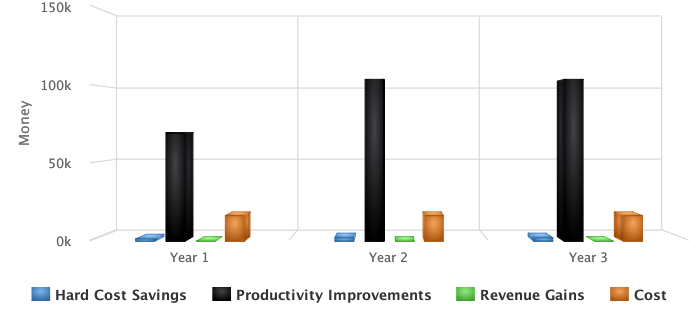 150k
100k
50k
0k
Money
Year 1 Year 2 Year 3
Hard Cost Savings Productivity Improvements Revenue Gains Cost